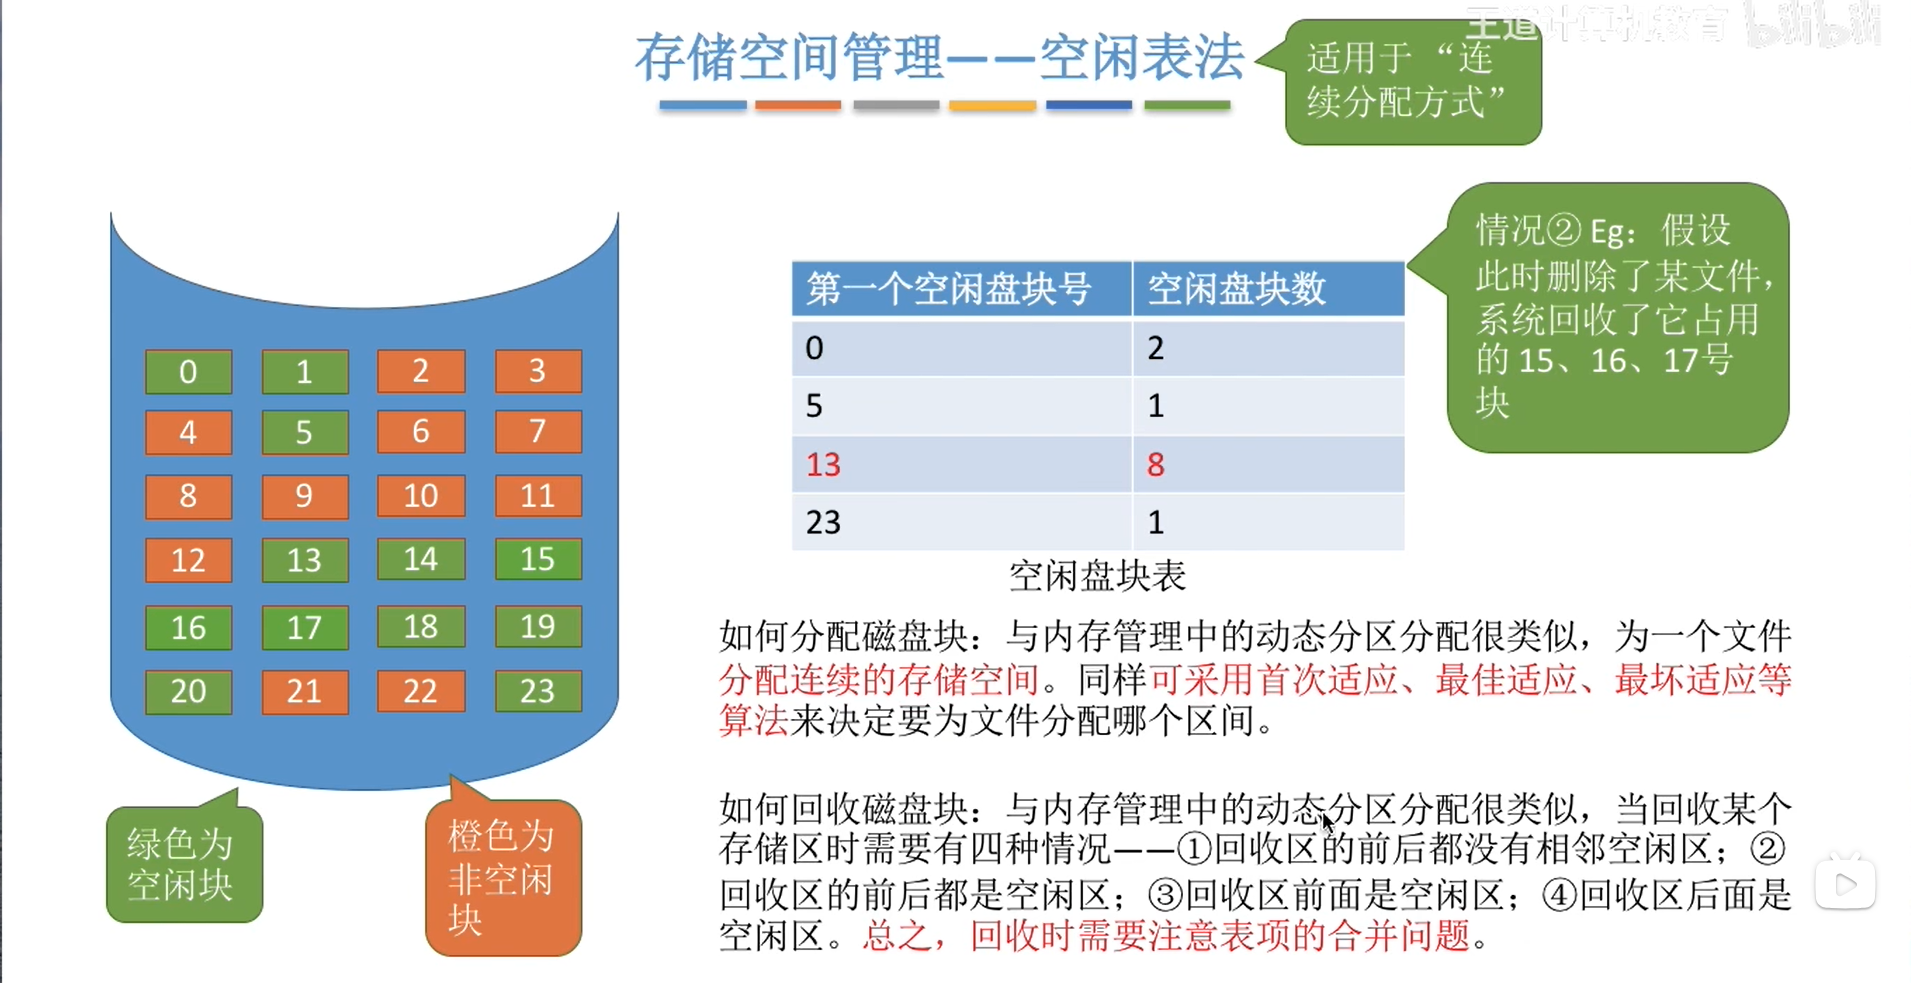 王道计算机教育 bilibili
存储空间管理——空闲表法
适用于 “连
续分配方式”
情况② Eg：假设
此时删除了某文件，
系统回收了它占用
的 15、16、17号
块
第一个空闲盘块号 空闲盘块数
0 2
5 1
13 8
23 1
空闲盘块表
0 1 2 3
4 5 6 7
8 9 10 11
12 13 14 15
16 17 18 19
20 21 22 23
绿色为
空闲块
橙色为
非空闲
块
如何分配磁盘块：与内存管理中的动态分区分配很类似，为一个文件
分配连续的存储空间。同样可采用首次适应、最佳适应、最坏适应等
算法来决定要为文件分配哪个区间。
如何回收磁盘块：与内存管理中的动态分区分配很类似，当回收某个
存储区时需要有四种情况——①回收区的前后都没有相邻空闲区；②
回收区的前后都是空闲区；③回收区前面是空闲区；④回收区后面是
空闲区。总之，回收时需要注意表项的合并问题。